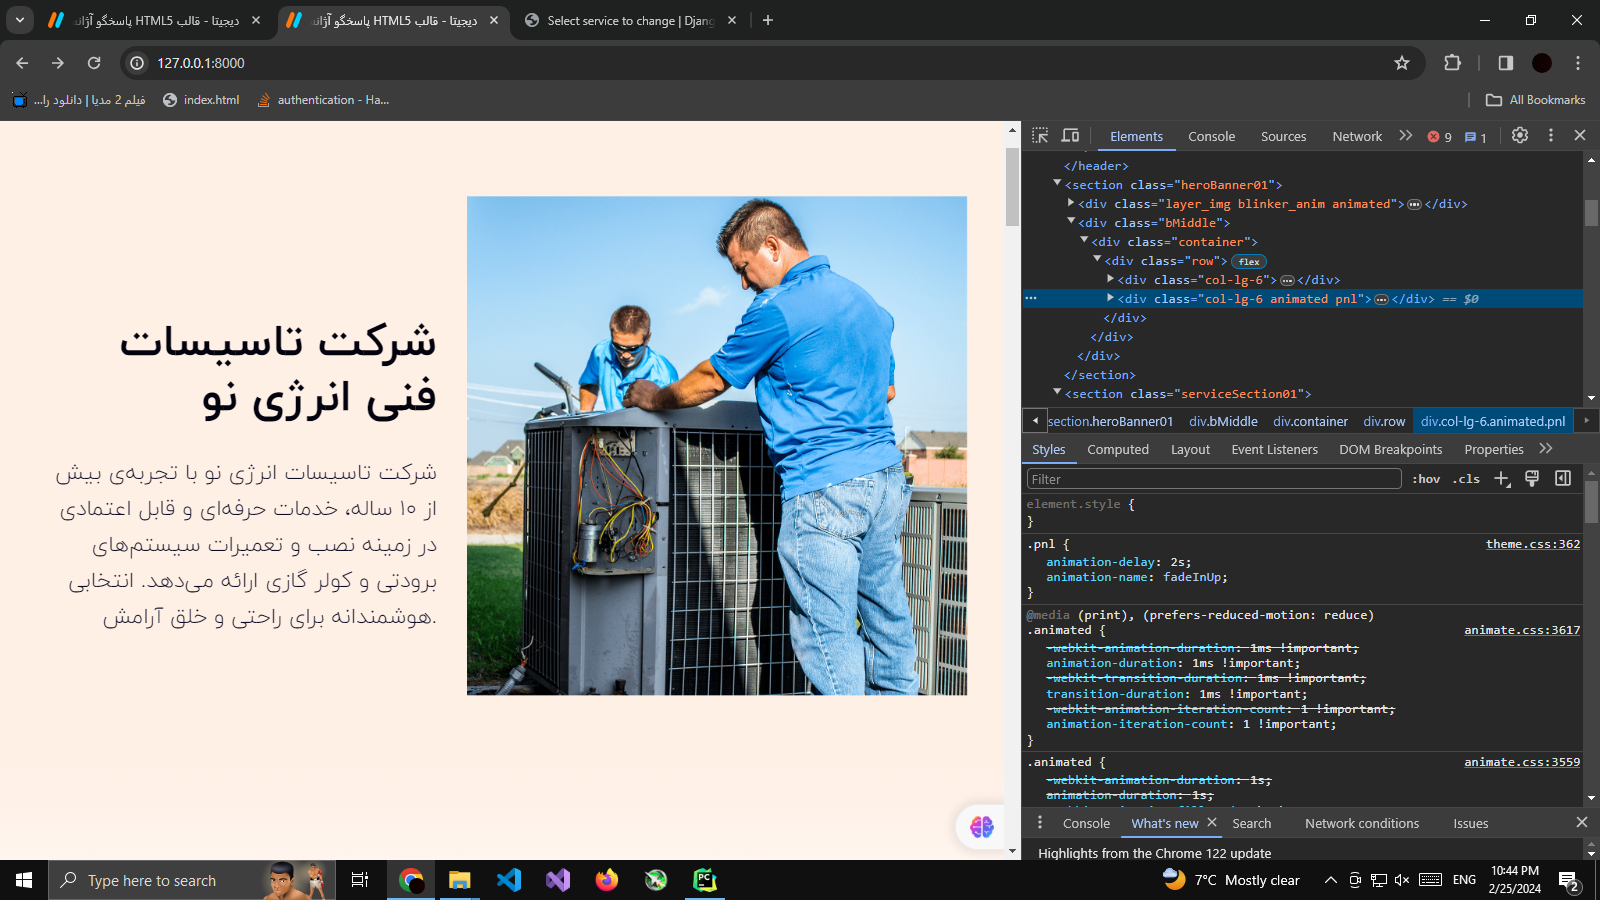 دیجیتا - قالب HTML5 پاسخگو آژانس
دیجیتا - قالب HTML5 پاسخگو آژانس
Select service to change | Djang
127.0.0.1:8000
فیلم 2 مدیا | دانلود را...
index.html
authentication - Ha...
All Bookmarks
شرکت تاسیسات
فنی انرژی نو
شرکت تاسیسات انرژی نو با تجربه‌ی بیش
از ۱۰ ساله، خدمات حرفه‌ای و قابل اعتمادی
در زمینه نصب و تعمیرات سیستم‌های
برودتی و کولر گازی ارائه می‌دهد. انتخابی
هوشمندانه برای راحتی و خلق آرامش.
Elements Console Sources Network 9 1
</header>
<section class="heroBanner01">
<div class="layer_img blinker_anim animated"> … </div>
<div class="bMiddle">
<div class="container">
<div class="row"> flex
<div class="col-lg-6"> … </div>
<div class="col-lg-6 animated pnl"> … </div> == $0
</div>
</div>
</div>
</section>
<section class="serviceSection01">
section.heroBanner01 div.bMiddle div.container div.row div.col-lg-6.animated.pnl
Styles Computed Layout Event Listeners DOM Breakpoints Properties
Filter :hov .cls
element.style {
}
.pnl { theme.css:362
animation-delay: 2s;
animation-name: fadeInUp;
}
@media (print), (prefers-reduced-motion: reduce)
.animated { animate.css:3617
-webkit-animation-duration: 1ms !important;
animation-duration: 1ms !important;
-webkit-transition-duration: 1ms !important;
transition-duration: 1ms !important;
-webkit-animation-iteration-count: 1 !important;
animation-iteration-count: 1 !important;
}
.animated { animate.css:3559
-webkit-animation-duration: 1s;
animation-duration: 1s;
Console What's new Search Network conditions Issues
Highlights from the Chrome 122 update
Type here to search
7°C Mostly clear
ENG
10:44 PM
2/25/2024
2